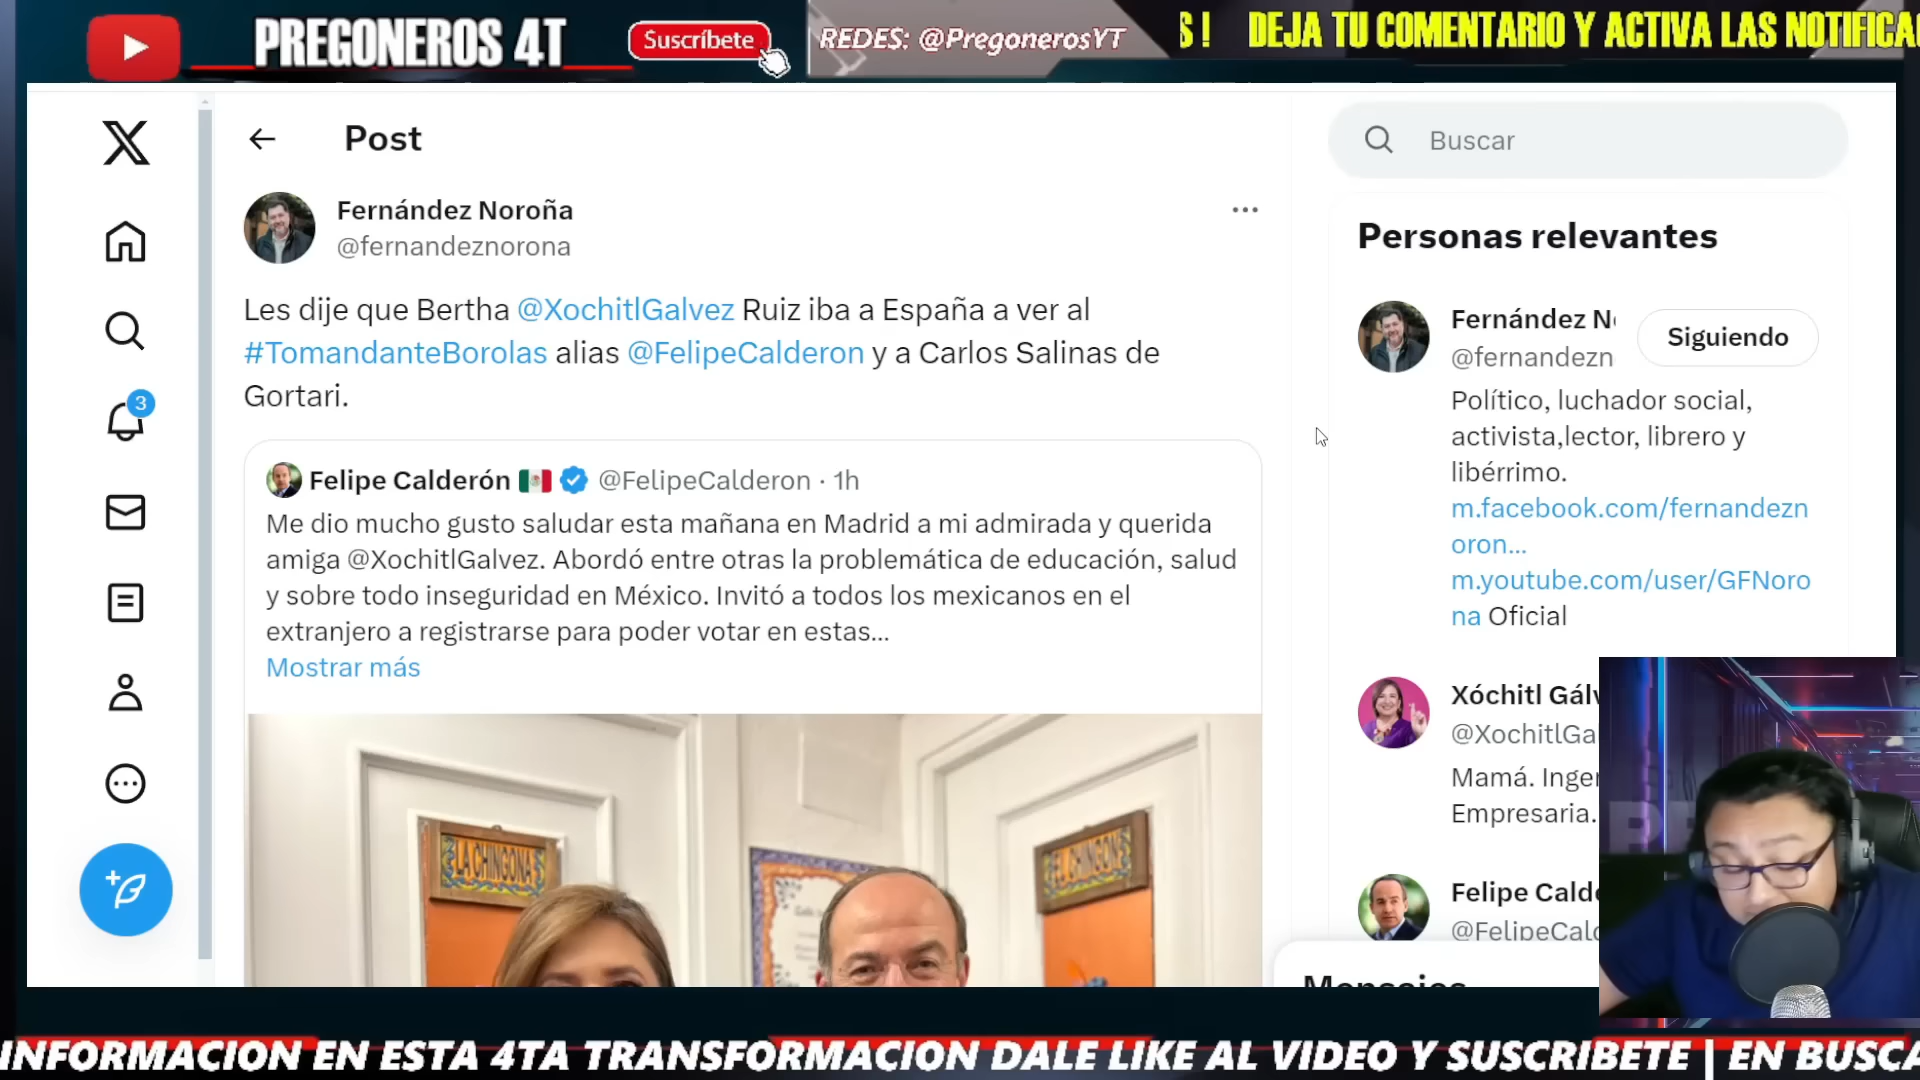 PREGONEROS 4T
Suscríbete
REDES: @PregonerosYT
S ! DEJA TU COMENTARIO Y ACTIVA LAS
Post
Buscar
Fernández Noroña
@fernandeznorona
Les dije que Bertha @XochitlGalvez Ruiz iba a España a ver al
#TomandanteBorolas alias @FelipeCalderon y a Carlos Salinas de
Gortari.
Felipe Calderón @FelipeCalderon · 1h
Me dio mucho gusto saludar esta mañana en Madrid a mi admirada y querida
amiga @XochitlGalvez. Abordó entre otras la problemática de educación, salud
y sobre todo inseguridad en México. Invitó a todos los mexicanos en el
extranjero a registrarse para poder votar en estas...
Mostrar más
LA CHINGONA
EL CHINGON
3
Personas relevantes
Fernández N
Siguiendo
@fernandezn
Político, luchador social,
activista,lector, librero y
libérrimo.
m.facebook.com/fernandezn
oron...
m.youtube.com/user/GFNoro
na Oficial
Xóchitl Gálv
@XochitlGa
Mamá. Inger
Empresaria.
Felipe Calde
@FelipeCalc
Mensajes
INFORMACION EN ESTA 4TA TRANSFORMACION DALE LIKE AL VIDEO Y SUSCRIBETE | EN BUSCA